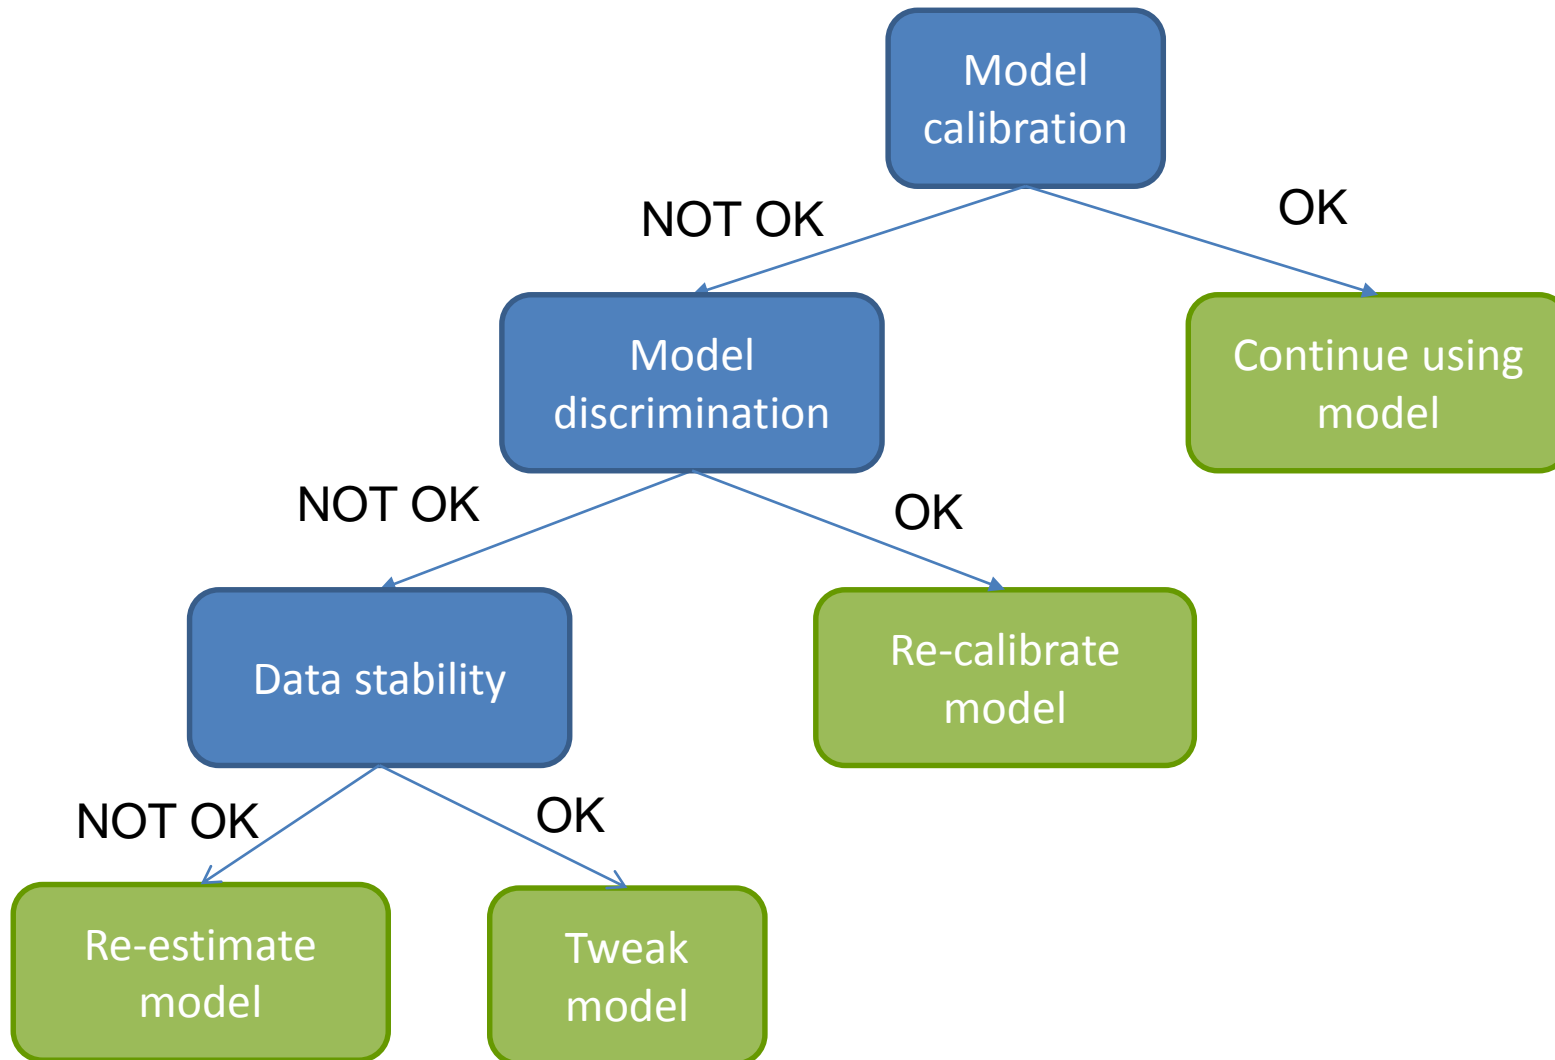 Model
calibration
NOT OK
OK
Model
discrimination
Continue using
model
NOT OK
OK
Data stability
Re-calibrate
model
NOT OK
OK
Re-estimate
model
Tweak
model